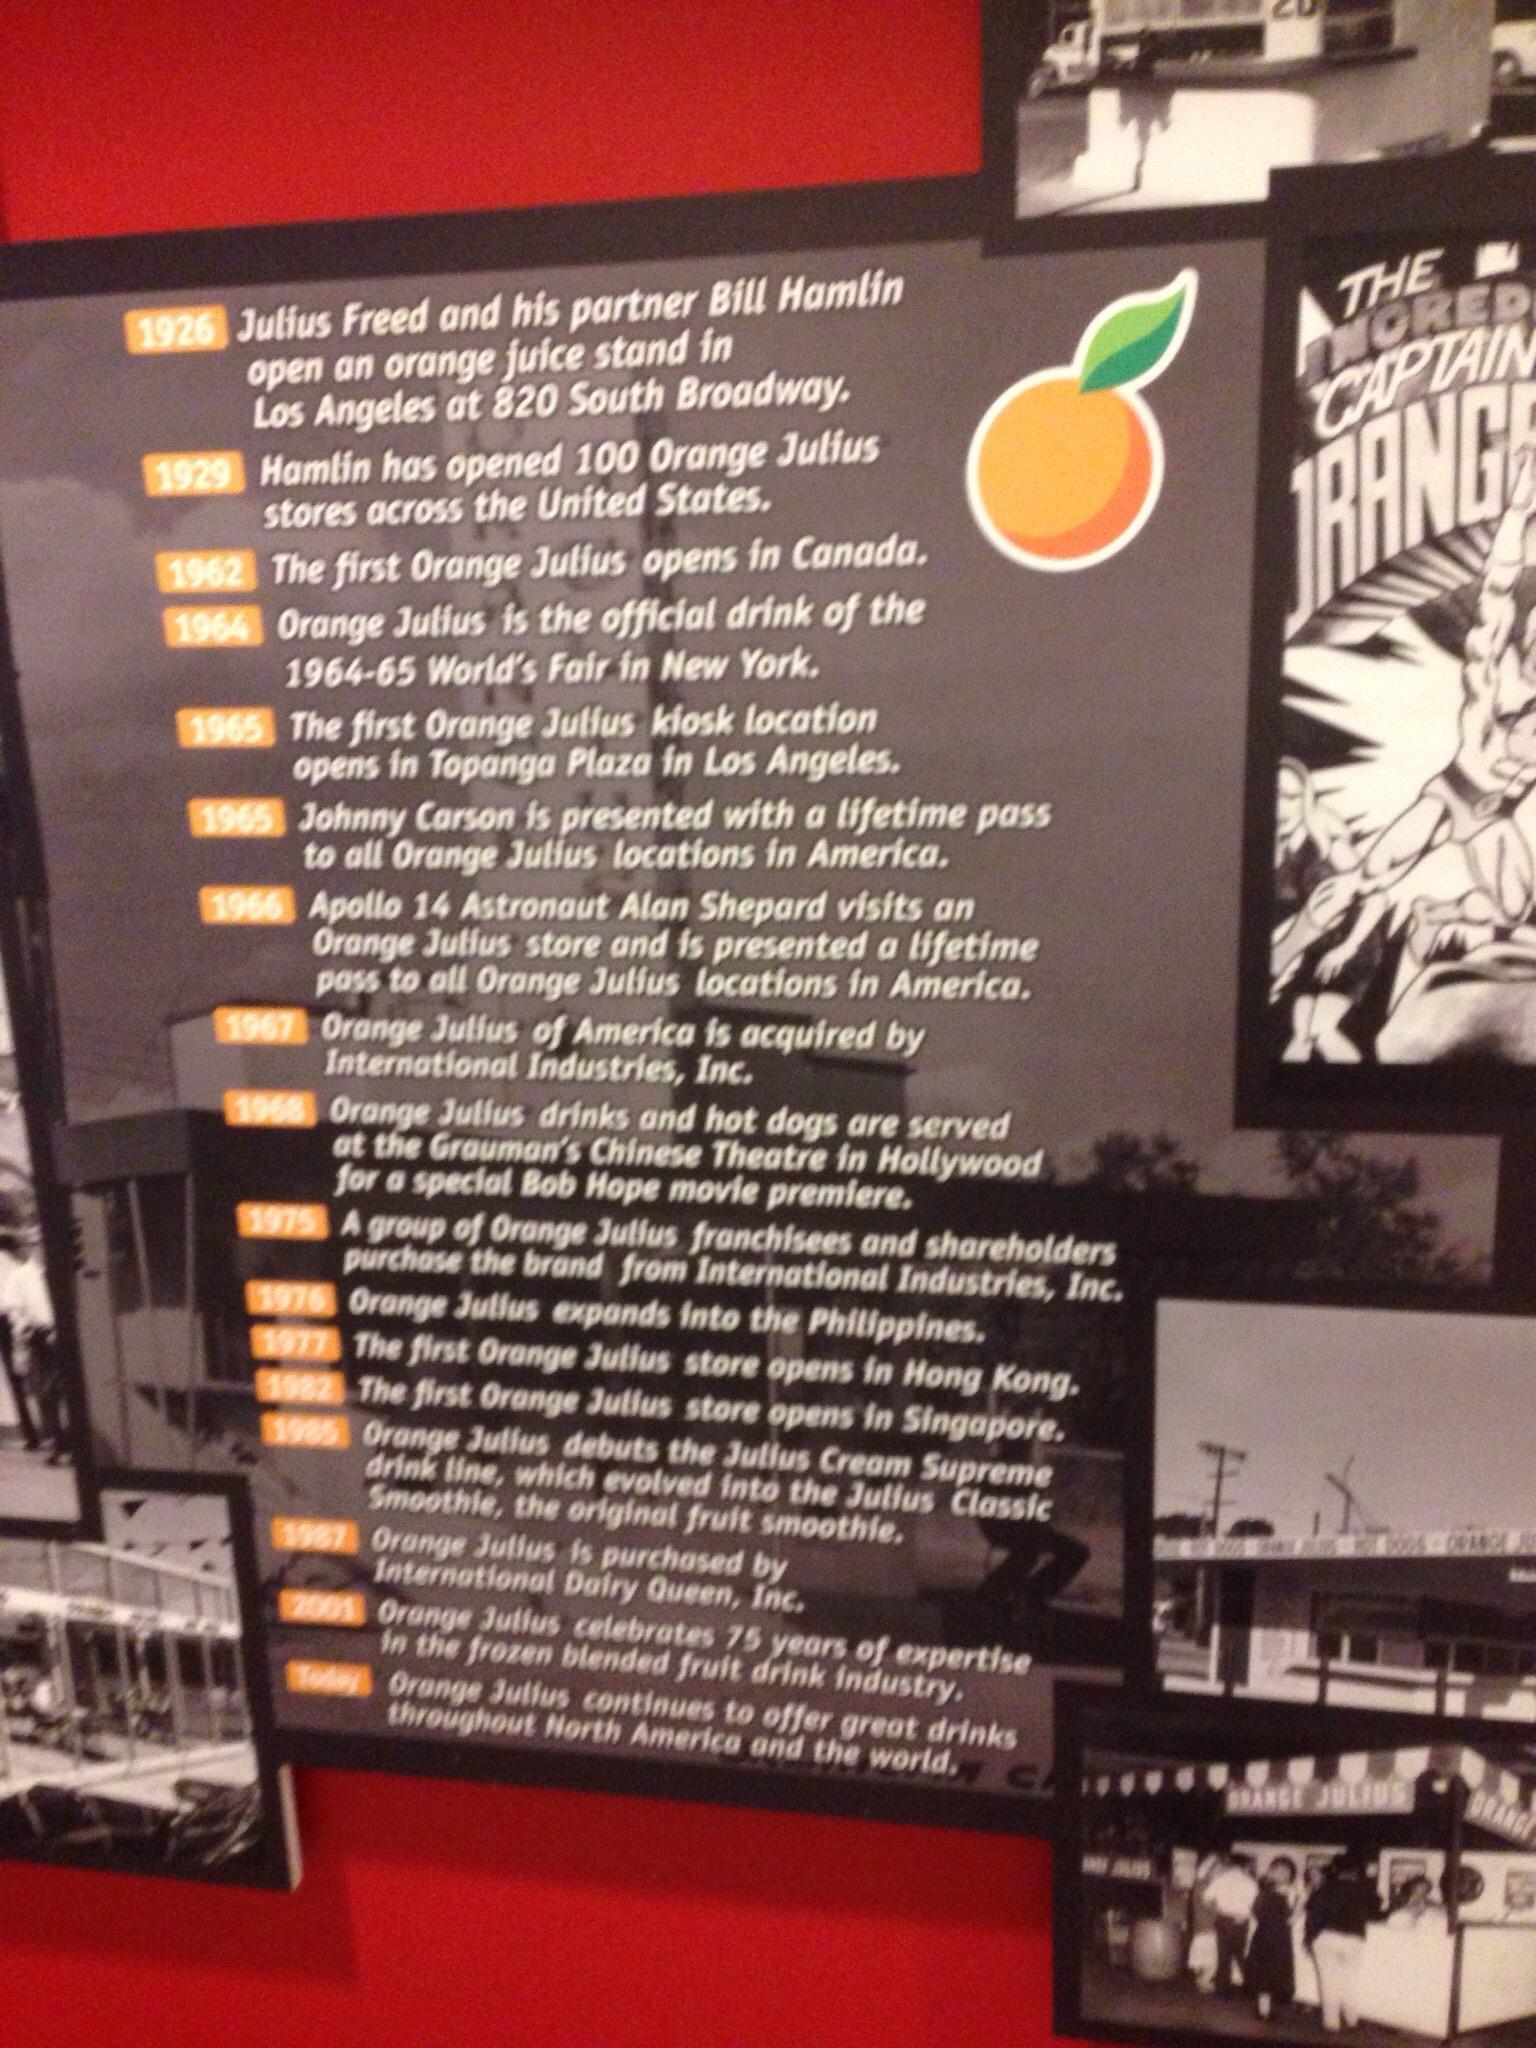 20
THE
INCRED
CAPTAIN
ORANGE
1926 Julius Freed and his partner Bill Hamlin
open an orange juice stand in
Los Angeles at 820 South Broadway.
1929 Hamlin has opened 100 Orange Julius
stores across the United States.
1962 The first Orange Julius opens in Canada.
1964 Orange Julius is the official drink of the
1964-65 World's Fair in New York.
1965 The first Orange Julius kiosk location
opens in Topanga Plaza in Los Angeles.
1965 Johnny Carson is presented with a lifetime pass
to all Orange Julius locations in America.
1966 Apollo 14 Astronaut Alan Shepard visits an
Orange Julius store and is presented a lifetime
pass to all Orange Julius locations in America.
1967 Orange Julius of America is acquired by
International Industries, Inc.
1968 Orange Julius drinks and hot dogs are served
at the Grauman's Chinese Theatre in Hollywood
for a special Bob Hope movie premiere.
1975 A group of Orange Julius franchisees and shareholders
purchase the brand from International Industries, Inc.
1976 Orange Julius expands into the Philippines.
1977 The first Orange Julius store opens in Hong Kong.
1982 The first Orange Julius store opens in Singapore.
1985 Orange Julius debuts the Julius Cream Supreme
drink line, which evolved into the Julius Classic
Smoothie, the original fruit smoothie.
1987 Orange Julius is purchased by
International Dairy Queen, Inc.
2001 Orange Julius celebrates 75 years of expertise
in the frozen blended fruit drink industry.
Today Orange Julius continues to offer great drinks
throughout North America and the world.
HOT DOGS ORANGE JULIUS HOT DOGS ORANGE
ORANGE JULIUS
ORANGE